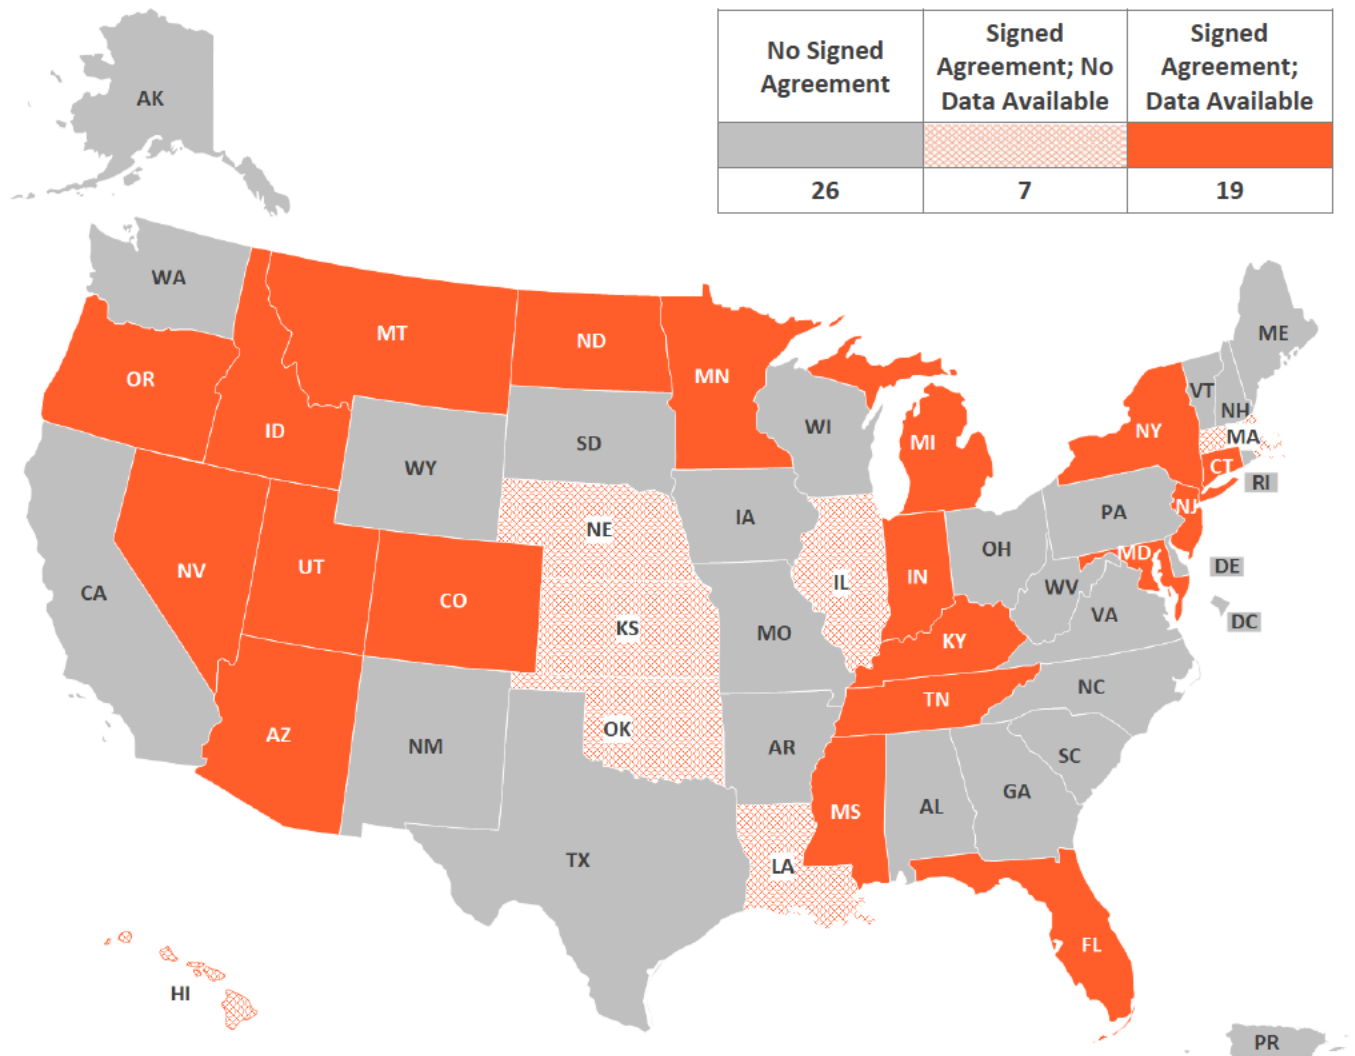 No Signed
Agreement
Signed
Agreement; No
Data Available
Signed
Agreement;
Data Available
26
7
19
AK
WA
MT
ND
MN
ME
OR
ID
MI
VT
NH
WI
NY
MA
SD
WY
CT
RI
IA
NJ
PA
NE
OH
MD
DE
NV
UT
IN
IL
WV
CA
CO
VA
DC
KS
MO
KY
NC
TN
OK
AZ
NM
AR
SC
GA
AL
MS
TX
LA
FL
HI
PR